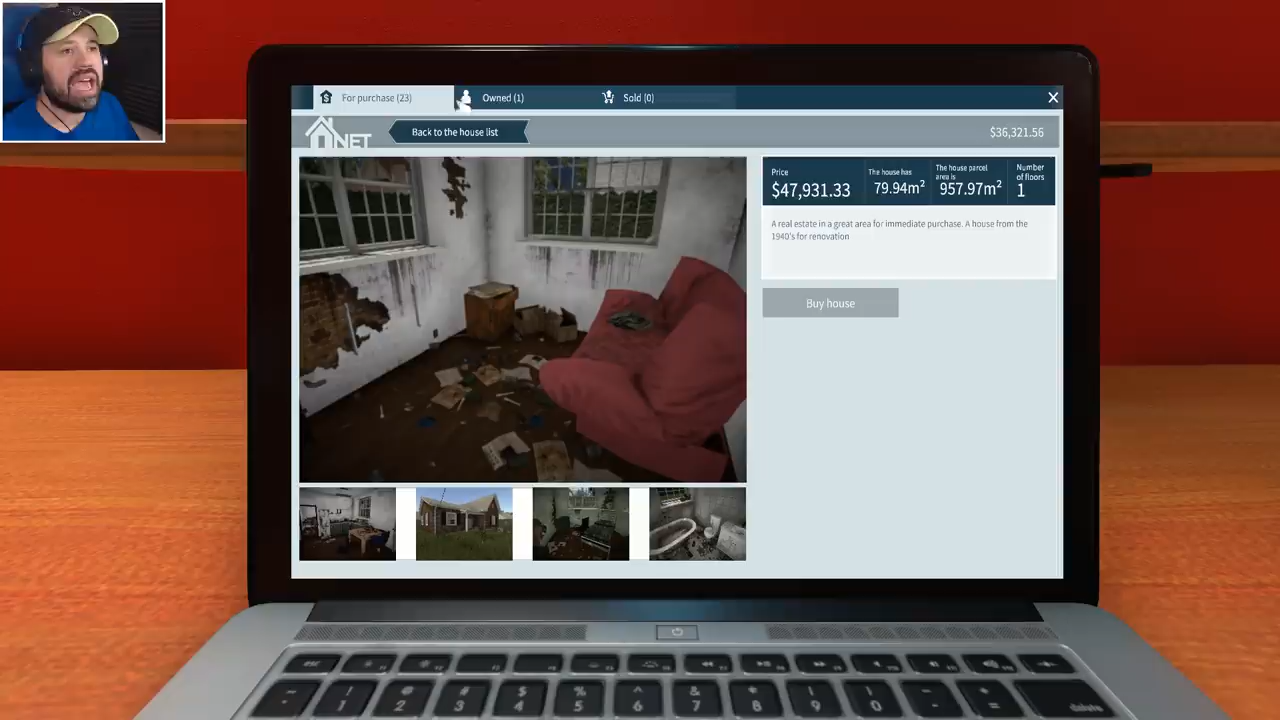 For purchase (23)
Owned (1)
Sold (0)
NET
Back to the house list
$36,321.56
Price
$47,931.33
The house has
79.94m²
The house parcel
area is
957.97m²
Number
of floors
1
A real estate in a great area for immediate purchase. A house from the
1940's for renovation
Buy house
esc
delete